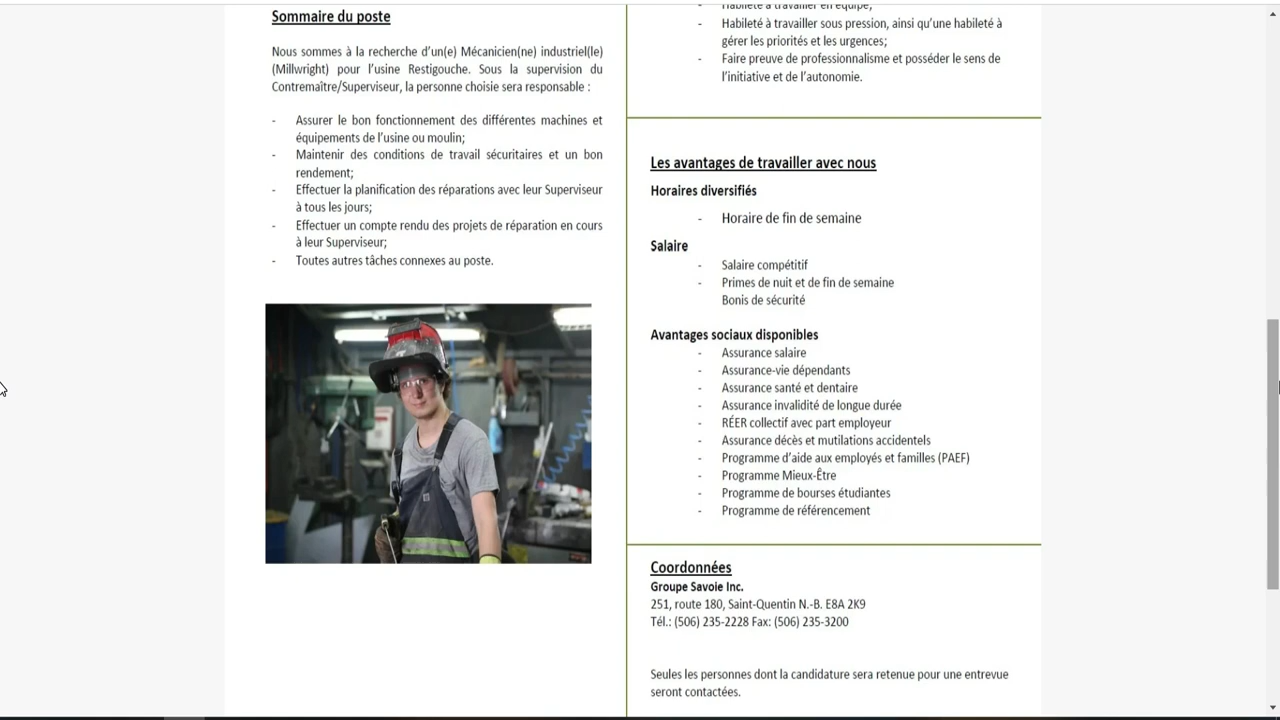 Sommaire du poste
Nous sommes à la recherche d'un(e) Mécanicien(ne) industriel(le)
(Millwright) pour l'usine Restigouche. Sous la supervision du
Contremaître/Superviseur, la personne choisie sera responsable :
- Assurer le bon fonctionnement des différentes machines et
équipements de l'usine ou moulin;
- Maintenir des conditions de travail sécuritaires et un bon
rendement;
- Effectuer la planification des réparations avec leur Superviseur
à tous les jours;
- Effectuer un compte rendu des projets de réparation en cours
à leur Superviseur;
- Toutes autres tâches connexes au poste.
- Habileté à travailler en équipe;
- Habileté à travailler sous pression, ainsi qu'une habileté à
gérer les priorités et les urgences;
- Faire preuve de professionnalisme et posséder le sens de
l'initiative et de l'autonomie.
Les avantages de travailler avec nous
Horaires diversifiés
- Horaire de fin de semaine
Salaire
- Salaire compétitif
- Primes de nuit et de fin de semaine
Bonis de sécurité
Avantages sociaux disponibles
- Assurance salaire
- Assurance-vie dépendants
- Assurance santé et dentaire
- Assurance invalidité de longue durée
- RÉER collectif avec part employeur
- Assurance décès et mutilations accidentels
- Programme d'aide aux employés et familles (PAEF)
- Programme Mieux-Être
- Programme de bourses étudiantes
- Programme de référencement
Coordonnées
Groupe Savoie Inc.
251, route 180, Saint-Quentin N.-B. E8A 2K9
Tél.: (506) 235-2228 Fax: (506) 235-3200
Seules les personnes dont la candidature sera retenue pour une entrevue
seront contactées.